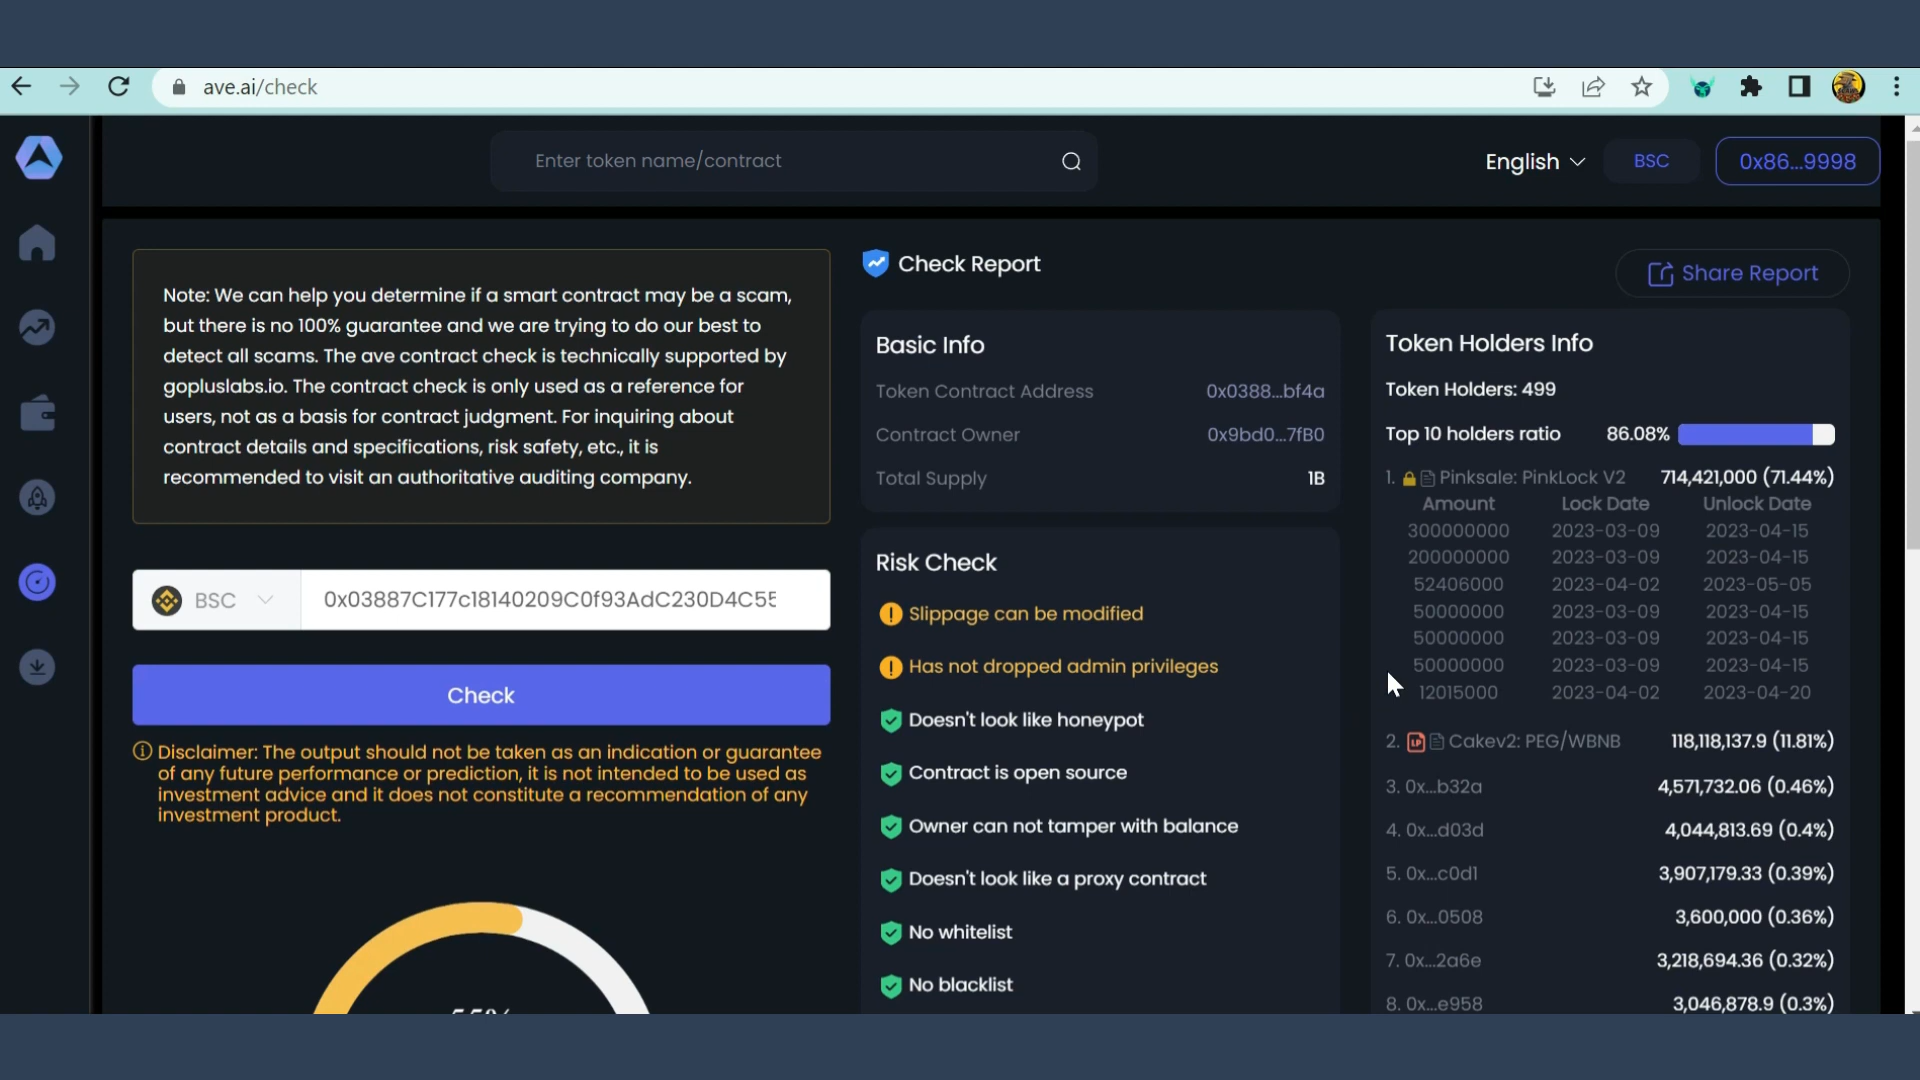 ave.ai/check
Enter token name/contract
English
BSC
0x86...9998
Note: We can help you determine if a smart contract may be a scam,
but there is no 100% guarantee and we are trying to do our best to
detect all scams. The ave contract check is technically supported by
gopluslabs.io. The contract check is only used as a reference for
users, not as a basis for contract judgment. For inquiring about
contract details and specifications, risk safety, etc., it is
recommended to visit an authoritative auditing company.
BSC
0x03887C177c18140209C0f93AdC230D4C55
Check
Disclaimer: The output should not be taken as an indication or guarantee
of any future performance or prediction, it is not intended to be used as
investment advice and it does not constitute a recommendation of any
investment product.
Check Report
Share Report
Basic Info
Token Contract Address 0x0388...bf4a
Contract Owner 0x9bd0...7fB0
Total Supply 1B
Risk Check
Slippage can be modified
Has not dropped admin privileges
Doesn't look like honeypot
Contract is open source
Owner can not tamper with balance
Doesn't look like a proxy contract
No whitelist
No blacklist
Token Holders Info
Token Holders: 499
Top 10 holders ratio 86.08%
1. Pinksale: PinkLock V2 714,421,000 (71.44%)
Amount Lock Date Unlock Date
300000000 2023-03-09 2023-04-15
200000000 2023-03-09 2023-04-15
52406000 2023-04-02 2023-05-05
50000000 2023-03-09 2023-04-15
50000000 2023-03-09 2023-04-15
50000000 2023-03-09 2023-04-15
12015000 2023-04-02 2023-04-20
2. LP Cakev2: PEG/WBNB 118,118,137.9 (11.81%)
3. 0x...b32a 4,571,732.06 (0.46%)
4. 0x...d03d 4,044,813.69 (0.4%)
5. 0x...c0d1 3,907,179.33 (0.39%)
6. 0x...0508 3,600,000 (0.36%)
7. 0x...2a6e 3,218,694.36 (0.32%)
8. 0x...e958 3,046,878.9 (0.3%)